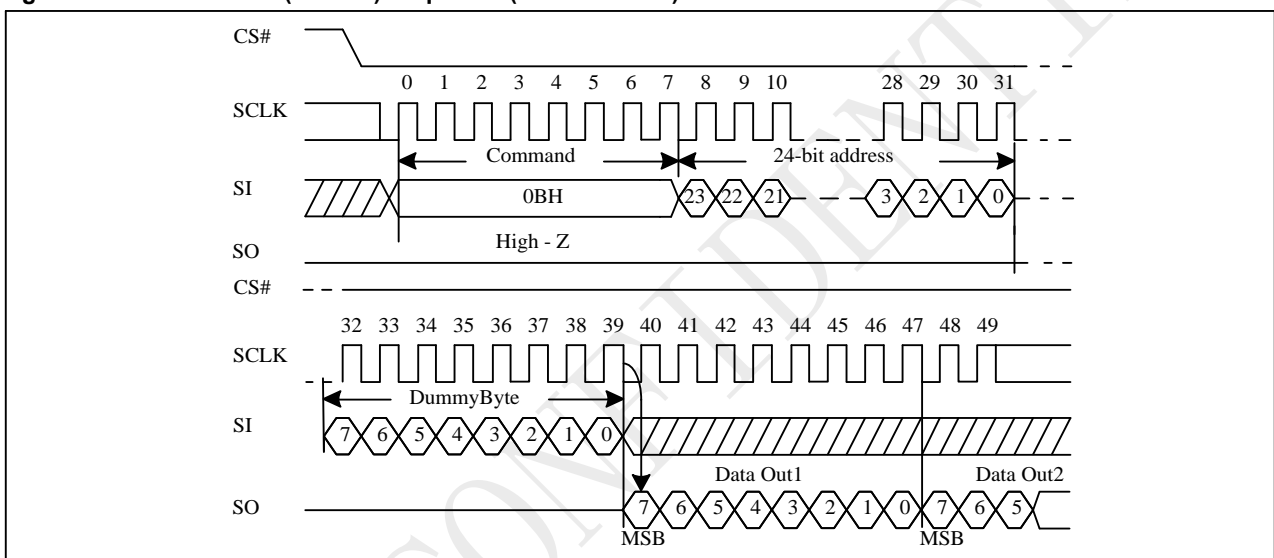 CS#
0 1 2 3 4 5 6 7 8 9 10 28 29 30 31
SCLK
Command 24-bit address
SI 0BH 23 22 21 3 2 1 0
High - Z
SO
CS#
32 33 34 35 36 37 38 39 40 41 42 43 44 45 46 47 48 49
SCLK
DummyByte
SI 7 6 5 4 3 2 1 0
Data Out1 Data Out2
SO 7 6 5 4 3 2 1 0 7 6 5
MSB MSB